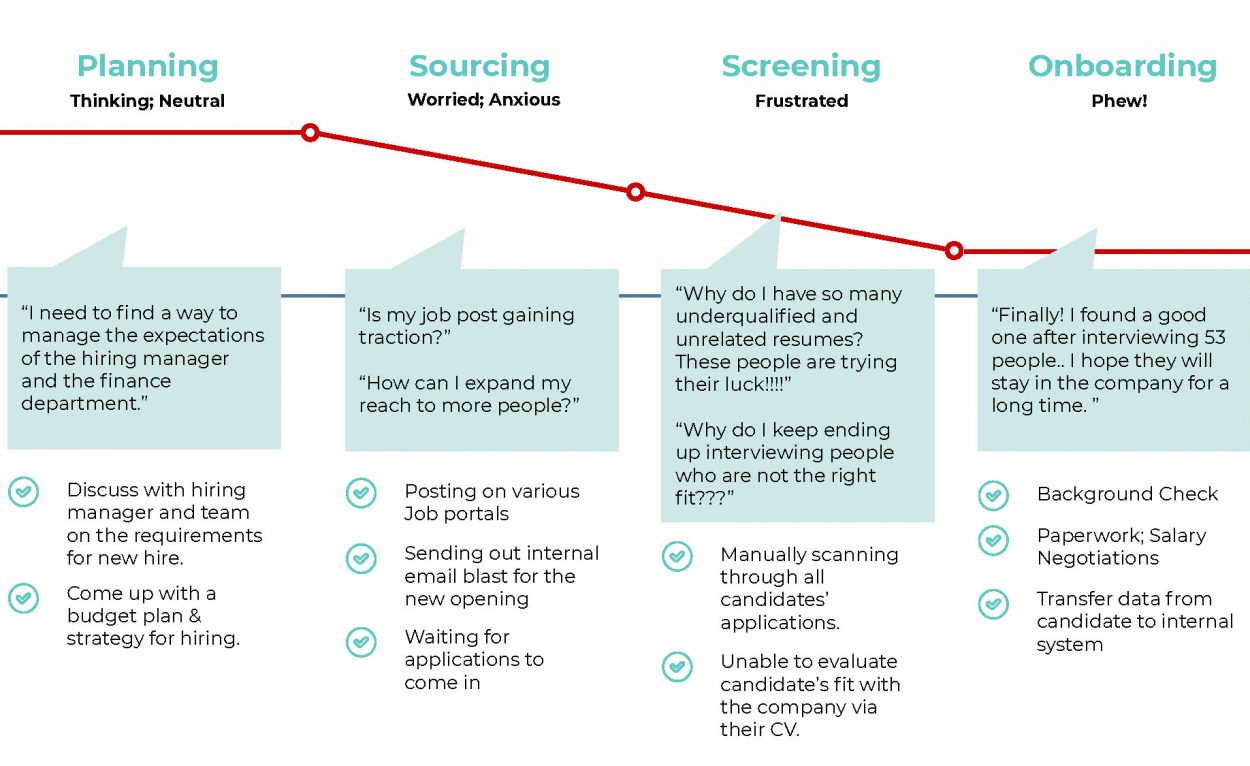 Planning
Thinking; Neutral
“I need to find a way to
manage the expectations
of the hiring manager
and the finance
department.”
Discuss with hiring
manager and team
on the requirements
for new hire.
Come up with a
budget plan &
strategy for hiring.
Sourcing
Worried; Anxious
“Is my job post gaining
traction?”
“How can I expand my
reach to more people?”
Posting on various
Job portals
Sending out internal
email blast for the
new opening
Waiting for
applications to
come in
Screening
Frustrated
“Why do I have so many
underqualified and
unrelated resumes?
These people are trying
their luck!!!!”
“Why do I keep ending
up interviewing people
who are not the right
fit???”
Manually scanning
through all
candidates’
applications.
Unable to evaluate
candidate’s fit with
the company via
their CV.
Onboarding
Phew!
“Finally! I found a good
one after interviewing 53
people.. I hope they will
stay in the company for a
long time. ”
Background Check
Paperwork; Salary
Negotiations
Transfer data from
candidate to internal
system